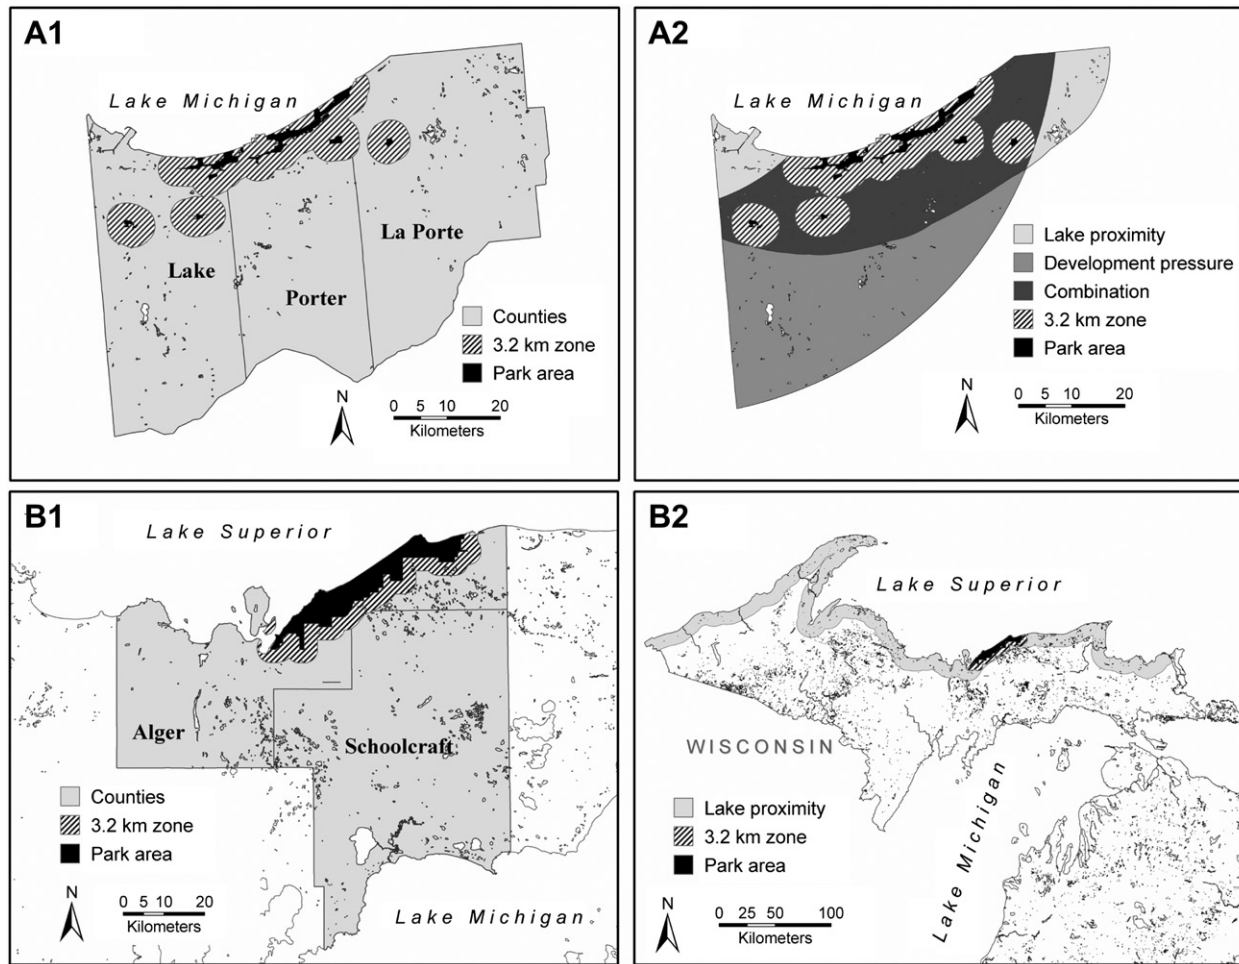 A1
Lake Michigan
Lake
Porter
La Porte
Counties
3.2 km zone
Park area
N
0 5 10 20
Kilometers
A2
Lake Michigan
Lake proximity
Development pressure
Combination
3.2 km zone
Park area
N
0 5 10 20
Kilometers
B1
Lake Superior
Alger
Schoolcraft
Counties
3.2 km zone
Park area
N
0 5 10 20
Kilometers
Lake Michigan
B2
Lake Superior
WISCONSIN
Lake Michigan
Lake proximity
3.2 km zone
Park area
N
0 25 50 100
Kilometers